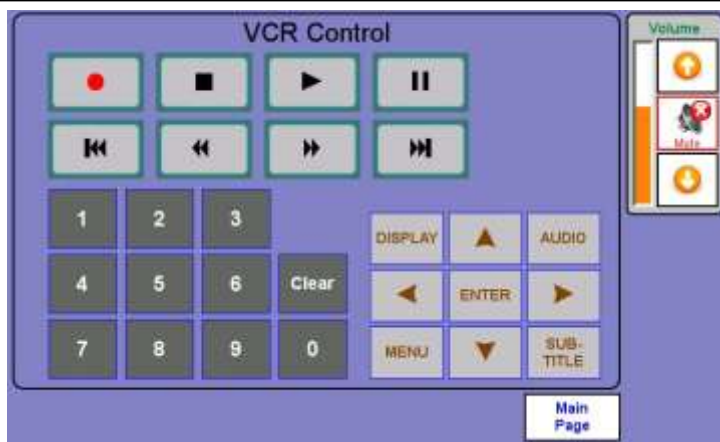 VCR Control
Volume
Mute
1 2 3
DISPLAY AUDIO
4 5 6 Clear
ENTER
7 8 9 0
MENU SUB-
TITLE
Main
Page